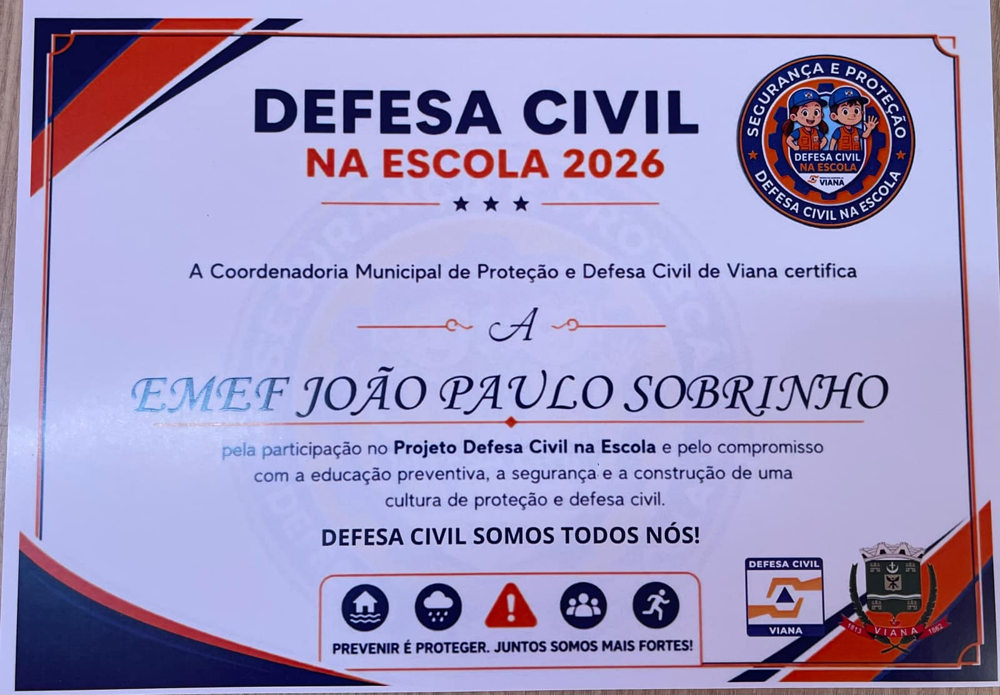 DEFESA CIVIL
NA ESCOLA 2026
SEGURANÇA E PROTEÇÃO
DEFESA CIVIL
NA ESCOLA
VIANA
DEFESA CIVIL NA ESCOLA
A Coordenadoria Municipal de Proteção e Defesa Civil de Viana certifica
A
EMEF JOÃO PAULO SOBRINHO
pela participação no Projeto Defesa Civil na Escola e pelo compromisso
com a educação preventiva, a segurança e a construção de uma
cultura de proteção e defesa civil.
DEFESA CIVIL SOMOS TODOS NÓS!
PREVENIR É PROTEGER. JUNTOS SOMOS MAIS FORTES!
DEFESA CIVIL
VIANA
1813 VIANA 1862